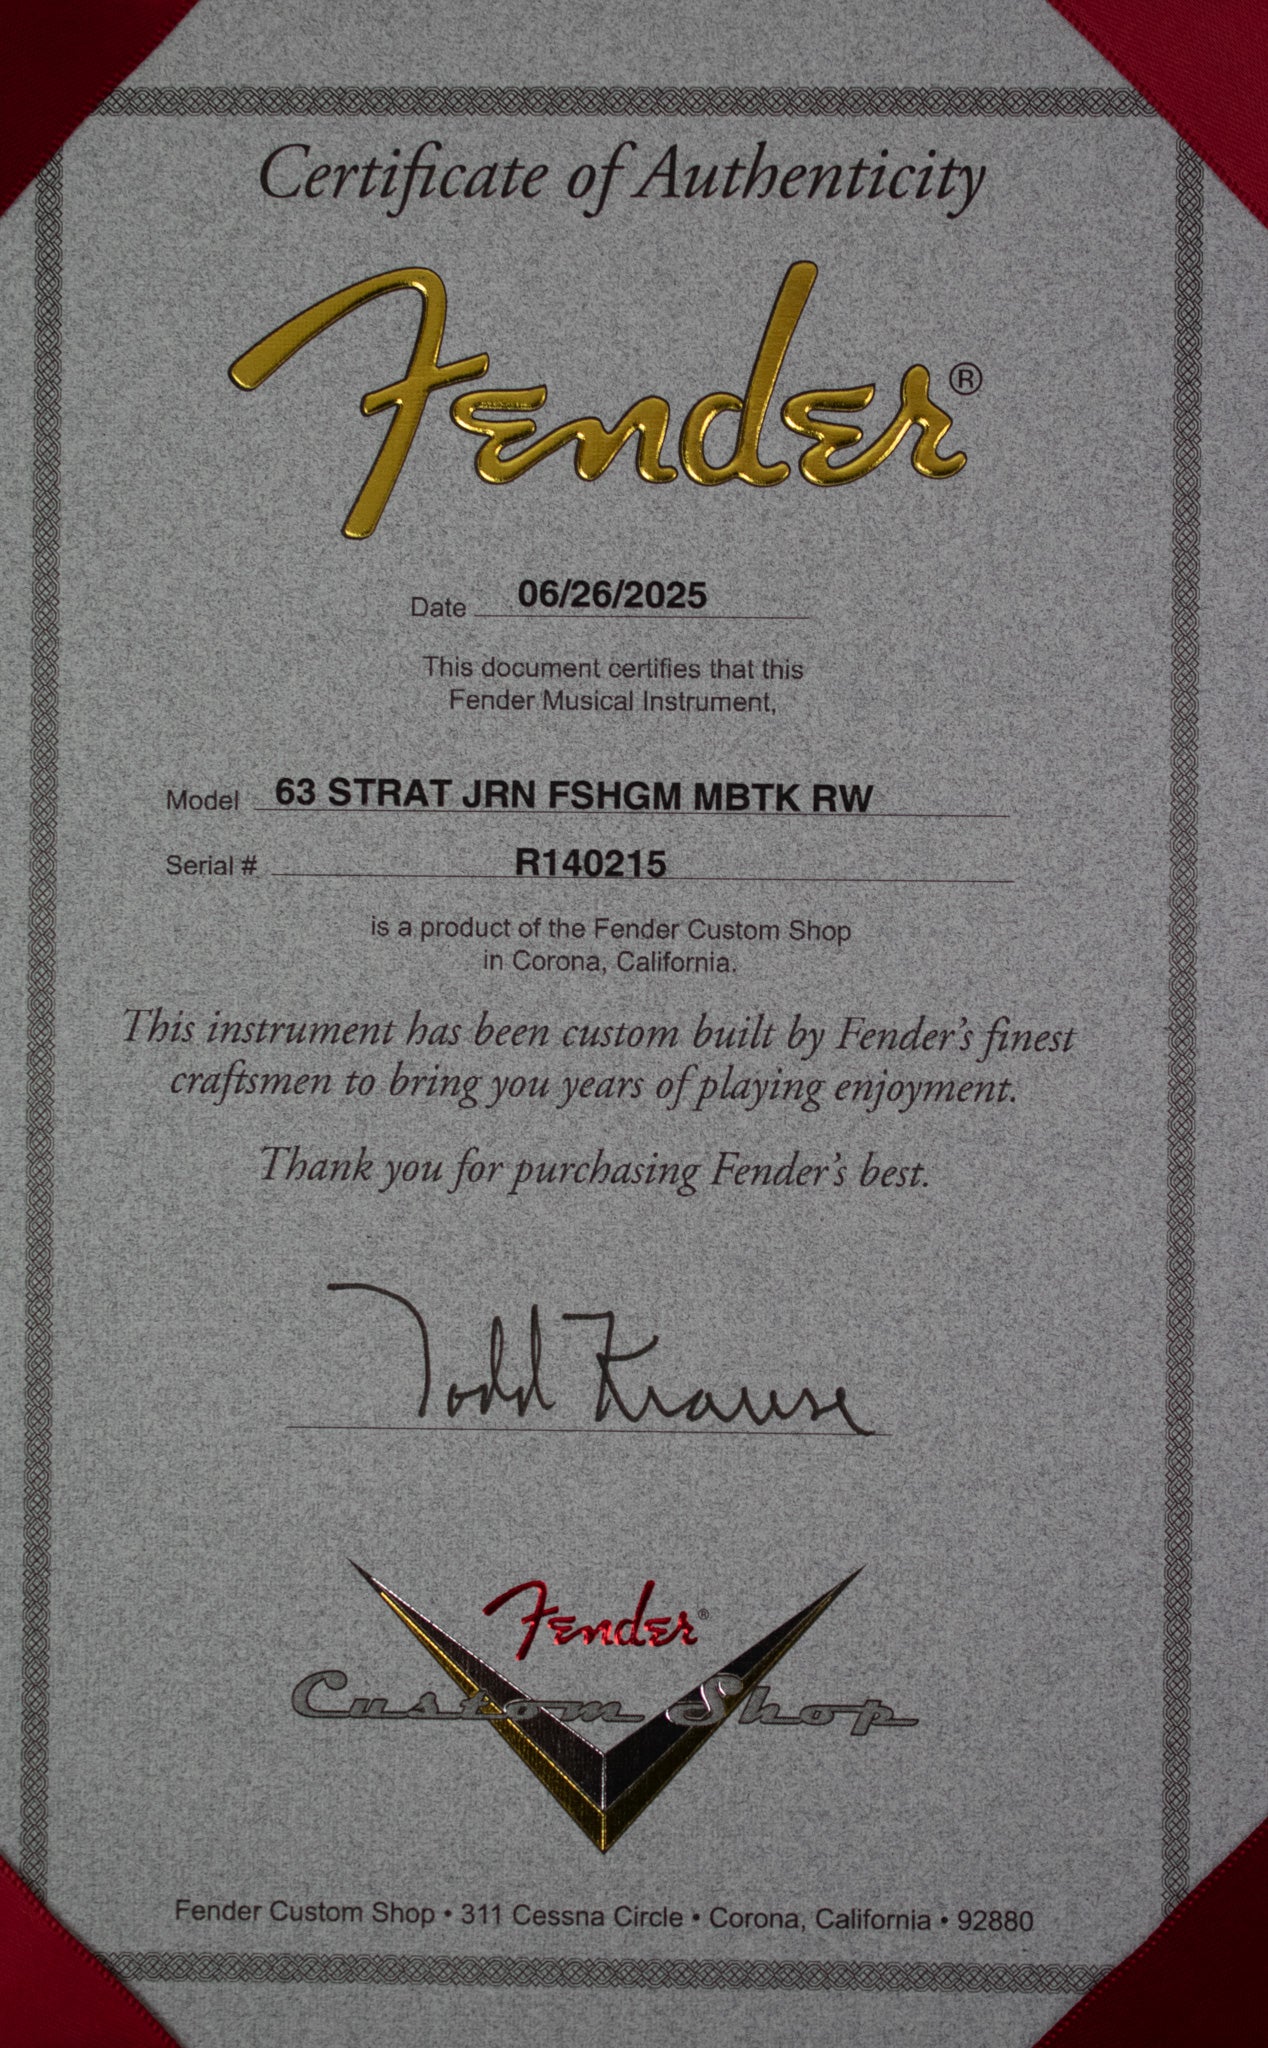 Certificate of Authenticity
Fender®
Date 06/26/2025
This document certifies that this
Fender Musical Instrument,
Model 63 STRAT JRN FSHGM MBTK RW
Serial # R140215
is a product of the Fender Custom Shop
in Corona, California.
This instrument has been custom built by Fender's finest
craftsmen to bring you years of playing enjoyment.
Thank you for purchasing Fender's best.
Todd Krause
Fender®
Custom Shop
Fender Custom Shop • 311 Cessna Circle • Corona, California • 92880